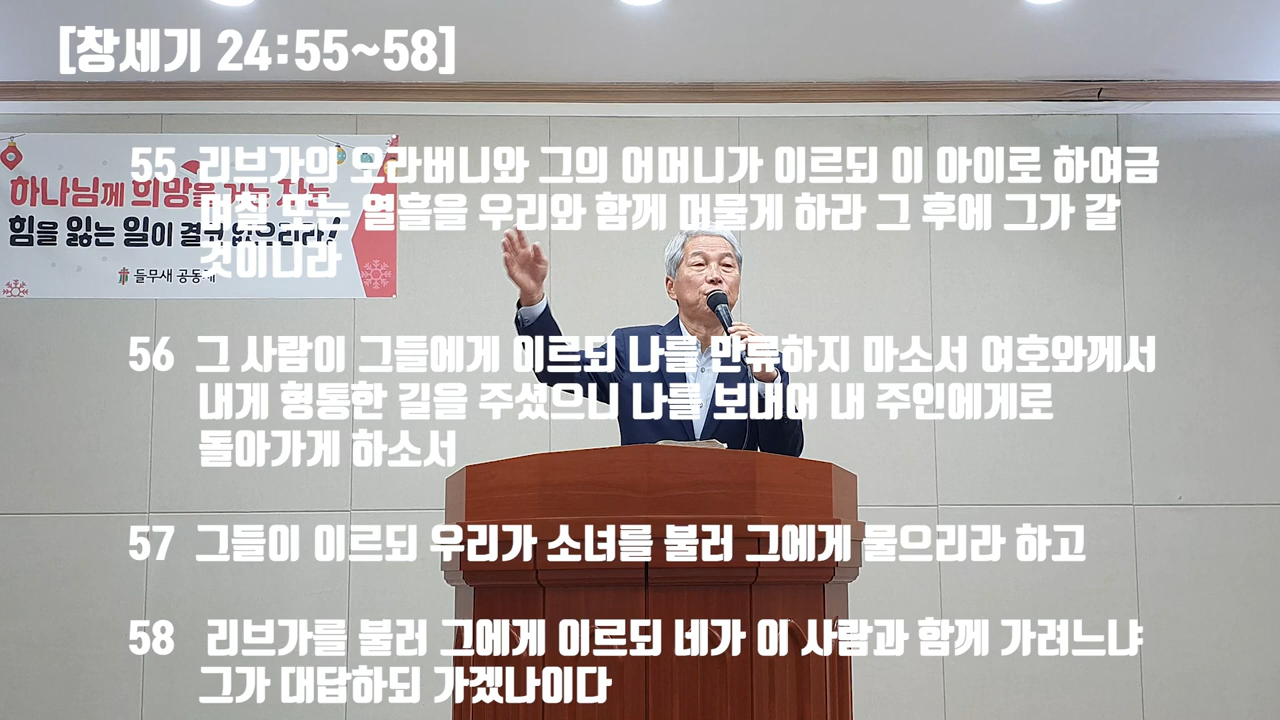 [창세기 24:55~58]
하나님께 희망을 거는 자는
힘을 잃는 일이 결코 없으리라!
들무새 공동체
55 리브가의 오라버니와 그의 어머니가 이르되 이 아이로 하여금
며칠 또는 열흘을 우리와 함께 머물게 하라 그 후에 그가 갈
것이니라
56 그 사람이 그들에게 이르되 나를 만류하지 마소서 여호와께서
내게 형통한 길을 주셨으니 나를 보내어 내 주인에게로
돌아가게 하소서
57 그들이 이르되 우리가 소녀를 불러 그에게 물으리라 하고
58 리브가를 불러 그에게 이르되 네가 이 사람과 함께 가려느냐
그가 대답하되 가겠나이다